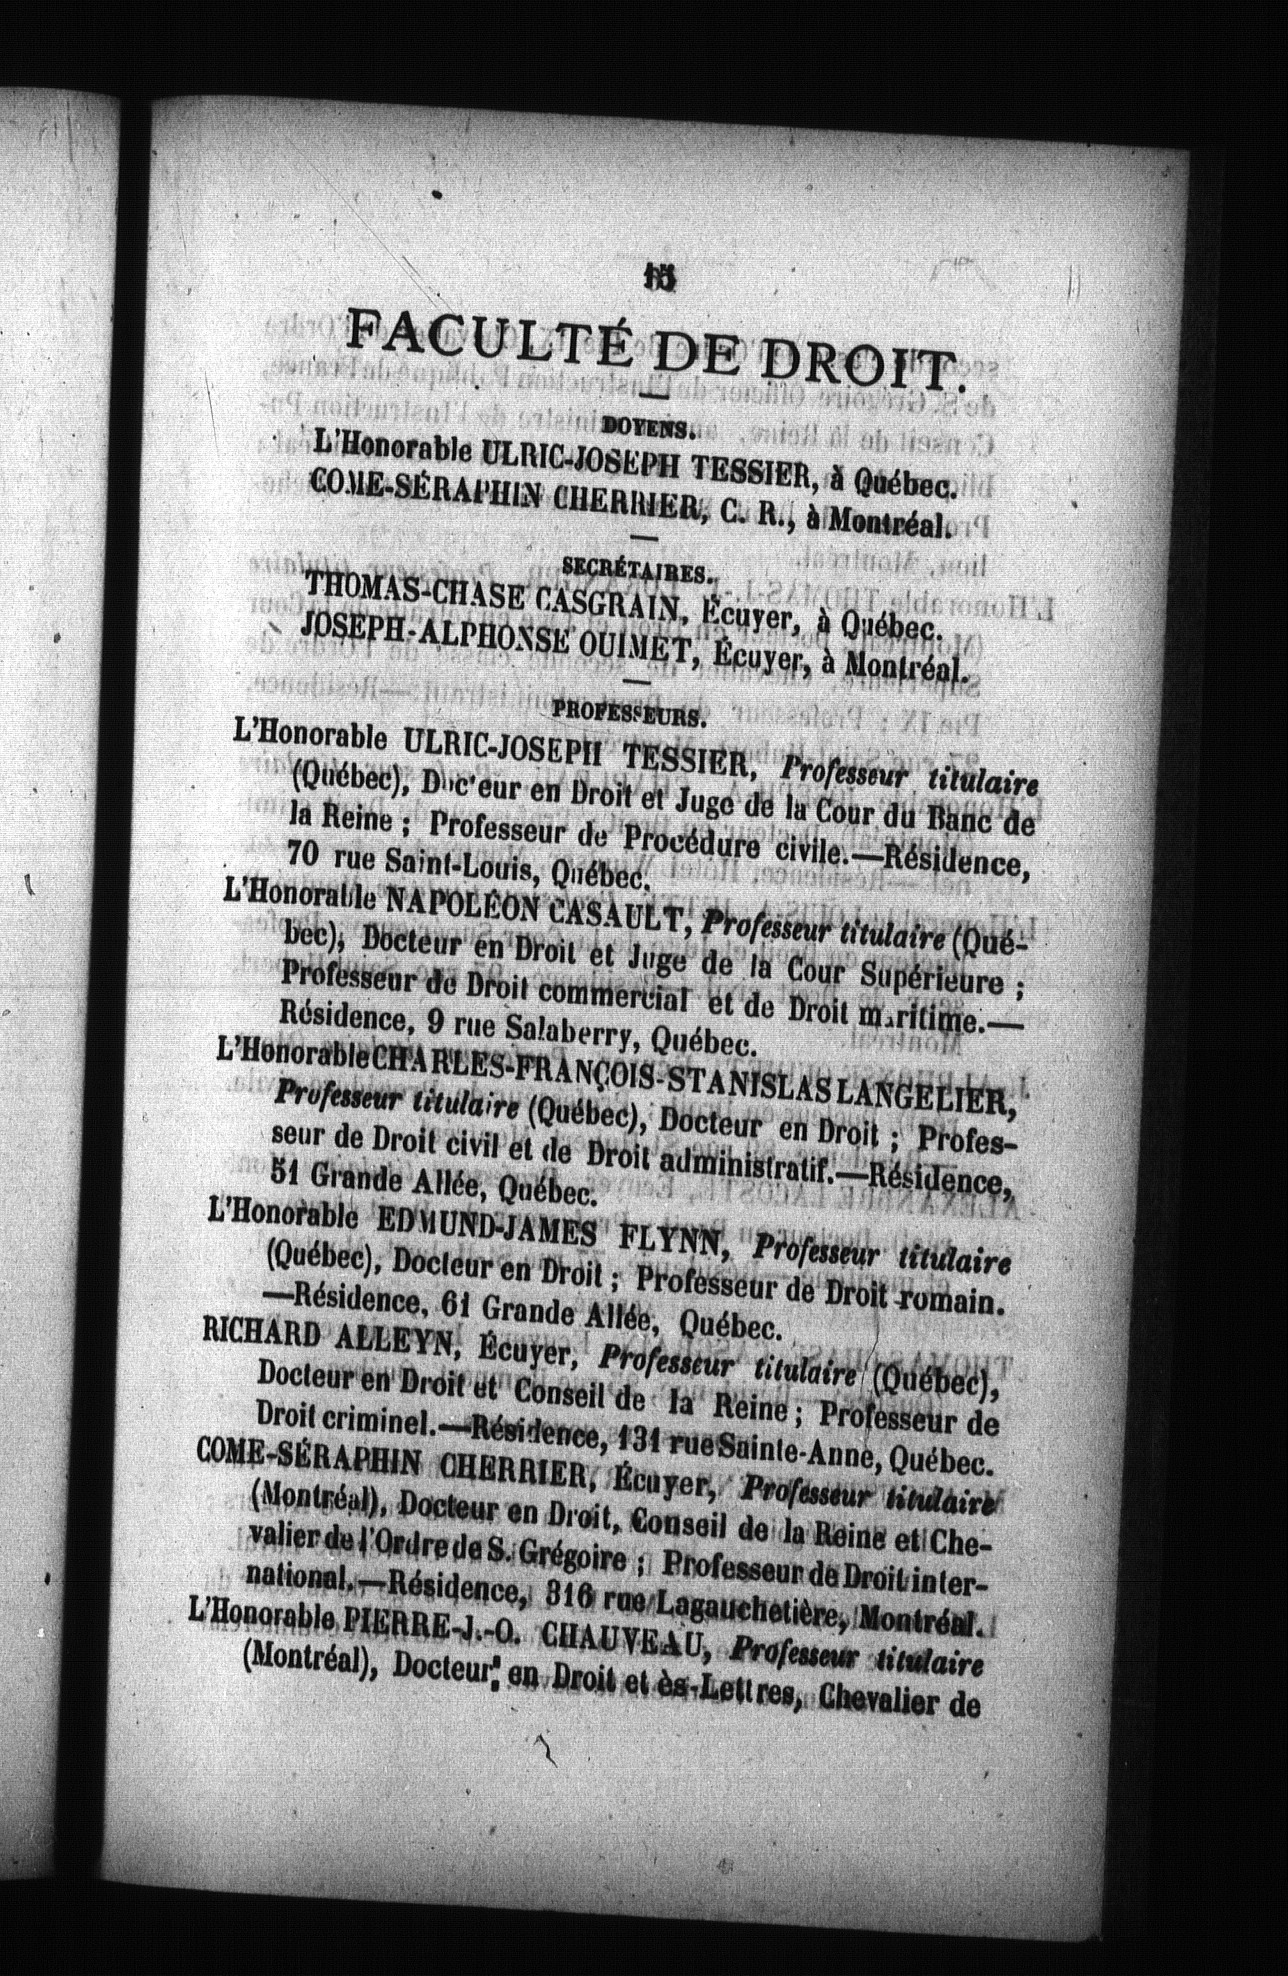 15
FACULTÉ DE DROIT.
DOYENS.
L'Honorable ULRIC-JOSEPH TESSIER, à Québec.
COME-SÉRAPHIN CHERRIER, C. R., à Montréal.
SECRÉTAIRES.
THOMAS-CHASE CASGRAIN, Écuyer, à Québec.
JOSEPH-ALPHONSE OUIMET, Écuyer, à Montréal.
PROFESSEURS.
L'Honorable ULRIC-JOSEPH TESSIER, Professeur titulaire
(Québec), Docteur en Droit et Juge de la Cour du Banc de
la Reine ; Professeur de Procédure civile.—Résidence,
70 rue Saint-Louis, Québec.
L'Honorable NAPOLÉON CASAULT, Professeur titulaire (Qué-
bec), Docteur en Droit et Juge de la Cour Supérieure ;
Professeur de Droit commercial et de Droit maritime.—
Résidence, 9 rue Salaberry, Québec.
L'Honorable CHARLES-FRANÇOIS-STANISLAS LANGELIER,
Professeur titulaire (Québec), Docteur en Droit ; Profes-
seur de Droit civil et de Droit administratif.—Résidence,
51 Grande Allée, Québec.
L'Honorable EDMUND-JAMES FLYNN, Professeur titulaire
(Québec), Docteur en Droit ; Professeur de Droit romain.
—Résidence, 61 Grande Allée, Québec.
RICHARD ALLEYN, Écuyer, Professeur titulaire (Québec),
Docteur en Droit et Conseil de la Reine ; Professeur de
Droit criminel.—Résidence, 131 rue Sainte-Anne, Québec.
COME-SÉRAPHIN CHERRIER, Écuyer, Professeur titulaire
(Montréal), Docteur en Droit, Conseil de la Reine et Che-
valier de l'Ordre de S. Grégoire ; Professeur de Droit inter-
national.—Résidence, 316 rue Lagauchetière, Montréal.
L'Honorable PIERRE-J.-O. CHAUVEAU, Professeur titulaire
(Montréal), Docteur en Droit et ès-Lettres, Chevalier de